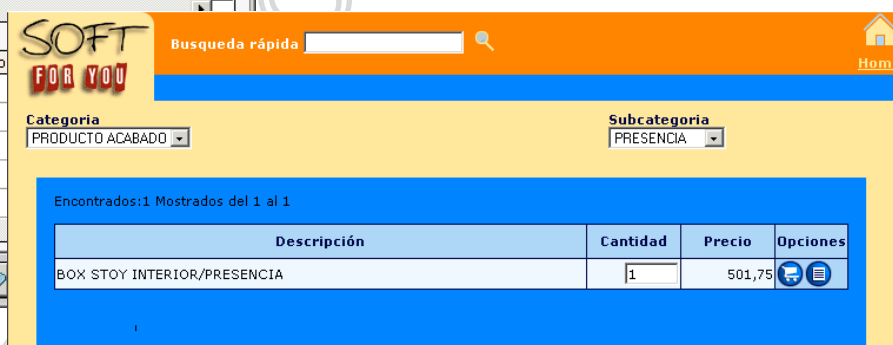 SOFT
FOR YOU
Busqueda rápida
Hom
Categoria
PRODUCTO ACABADO
Subcategoria
PRESENCIA
Encontrados:1 Mostrados del 1 al 1
Descripción Cantidad Precio Opciones
BOX STOY INTERIOR/PRESENCIA 1 501,75